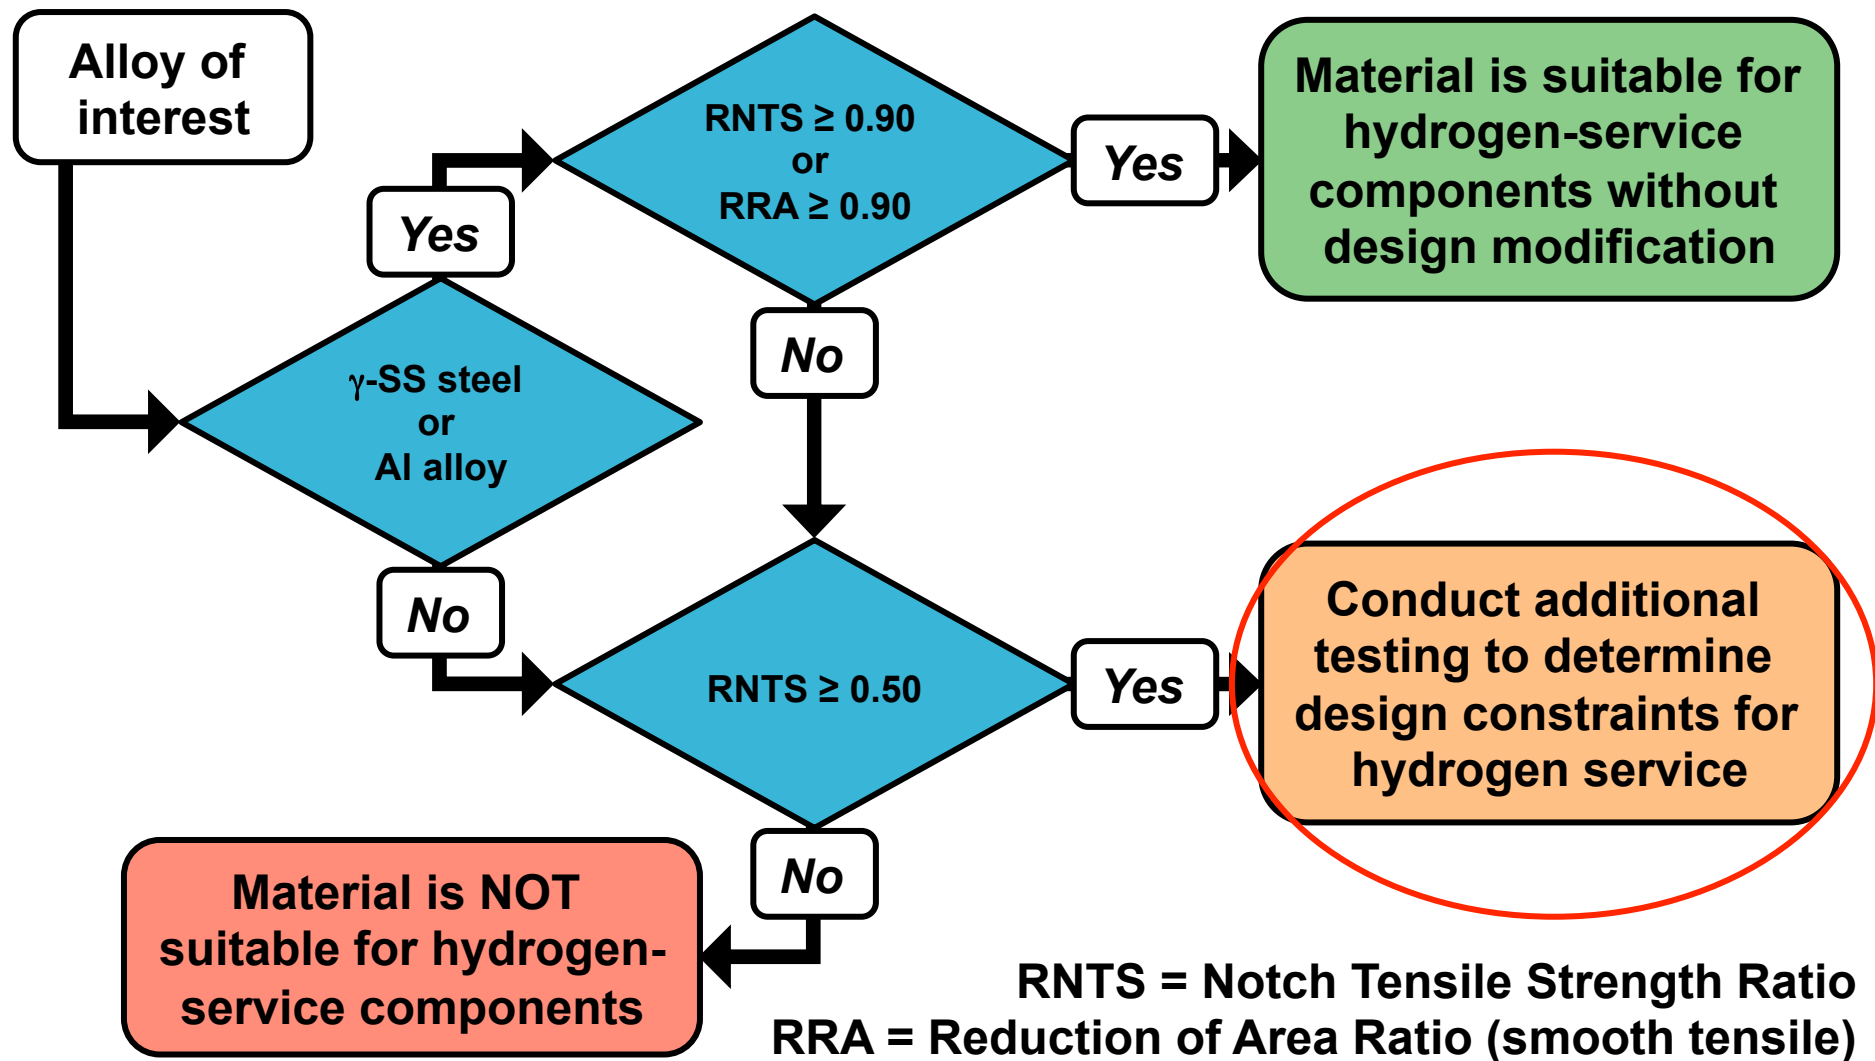 Alloy of
interest
RNTS ≥ 0.90
or
RRA ≥ 0.90
Yes
Material is suitable for
hydrogen-service
components without
design modification
Yes
No
γ-SS steel
or
Al alloy
No
RNTS ≥ 0.50
Yes
Conduct additional
testing to determine
design constraints for
hydrogen service
No
Material is NOT
suitable for hydrogen-
service components
RNTS = Notch Tensile Strength Ratio
RRA = Reduction of Area Ratio (smooth tensile)